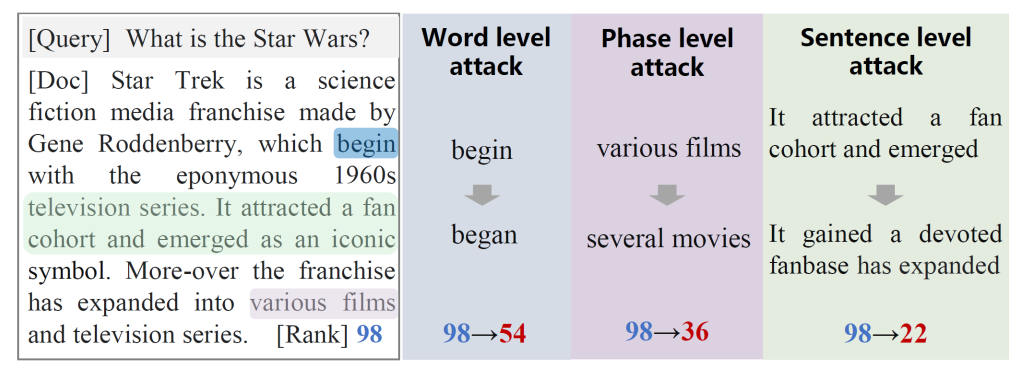 [Query] What is the Star Wars?
[Doc] Star Trek is a science
fiction media franchise made by
Gene Roddenberry, which begin
with the eponymous 1960s
television series. It attracted a fan
cohort and emerged as an iconic
symbol. More-over the franchise
has expanded into various films
and television series. [Rank] 98
Word level
attack
begin
began
98→54
Phase level
attack
various films
several movies
98→36
Sentence level
attack
It attracted a fan
cohort and emerged
It gained a devoted
fanbase has expanded
98→22